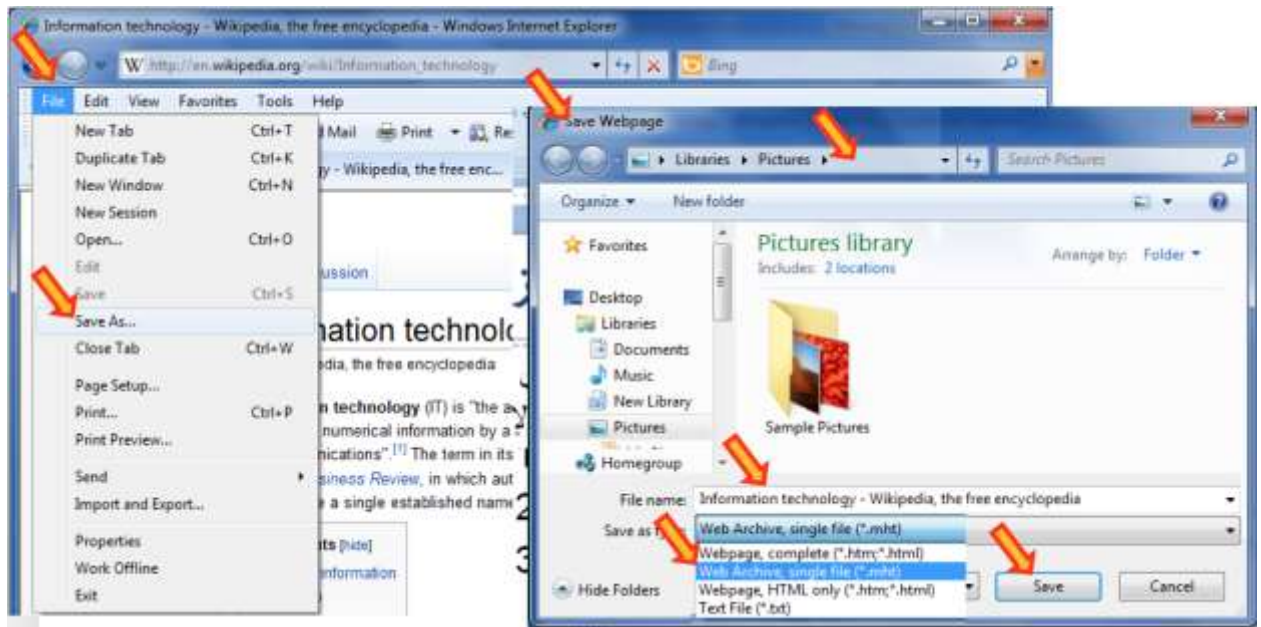 Information technology - Wikipedia, the free encyclopedia - Windows Internet Explorer
http://en.wikipedia.org/wiki/Information_technology
Bing
File Edit View Favorites Tools Help
New Tab Ctrl+T
Duplicate Tab Ctrl+K
New Window Ctrl+N
New Session
Open... Ctrl+O
Edit
Save Ctrl+S
Save As...
Close Tab Ctrl+W
Page Setup...
Print... Ctrl+P
Print Preview...
Send
Import and Export...
Properties
Work Offline
Exit
Mail Print Re
gy - Wikipedia, the free enc...
ussion
nation technolo
edia, the free encyclopedia
n technology (IT) is "the a
numerical information by a
nications".[1] The term in its
siness Review, in which aut
e a single established name
ts [hide]
nformation
Save Webpage
Libraries Pictures
Search Pictures
Organize New folder
Favorites
Desktop
Libraries
Documents
Music
New Library
Pictures
Homegroup
Pictures library
Includes: 2 locations
Arrange by: Folder
Sample Pictures
File name: Information technology - Wikipedia, the free encyclopedia
Save as Web Archive, single file (*.mht)
Webpage, complete (*.htm;*.html)
Web Archive, single file (*.mht)
Webpage, HTML only (*.htm;*.html)
Text File (*.txt)
Hide Folders
Save Cancel